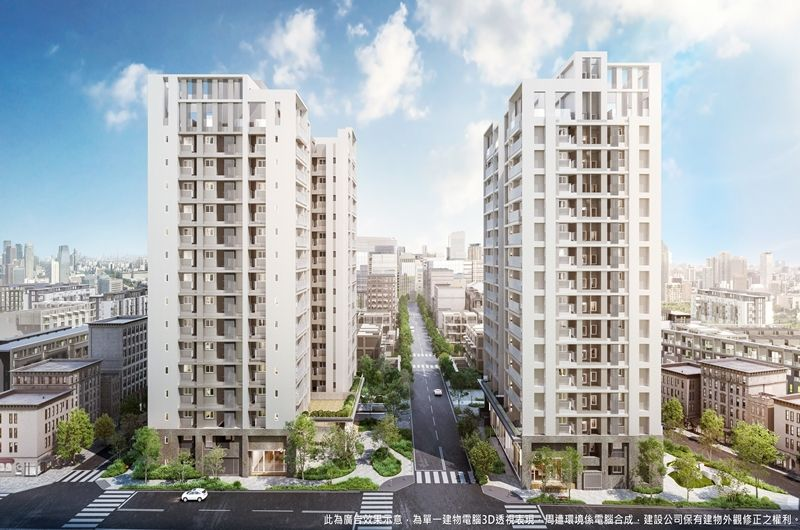 此為廣告效果示意，為單一建物電腦3D透視表現，周遭環境係電腦合成，建設公司保有建物外觀修正之權利。